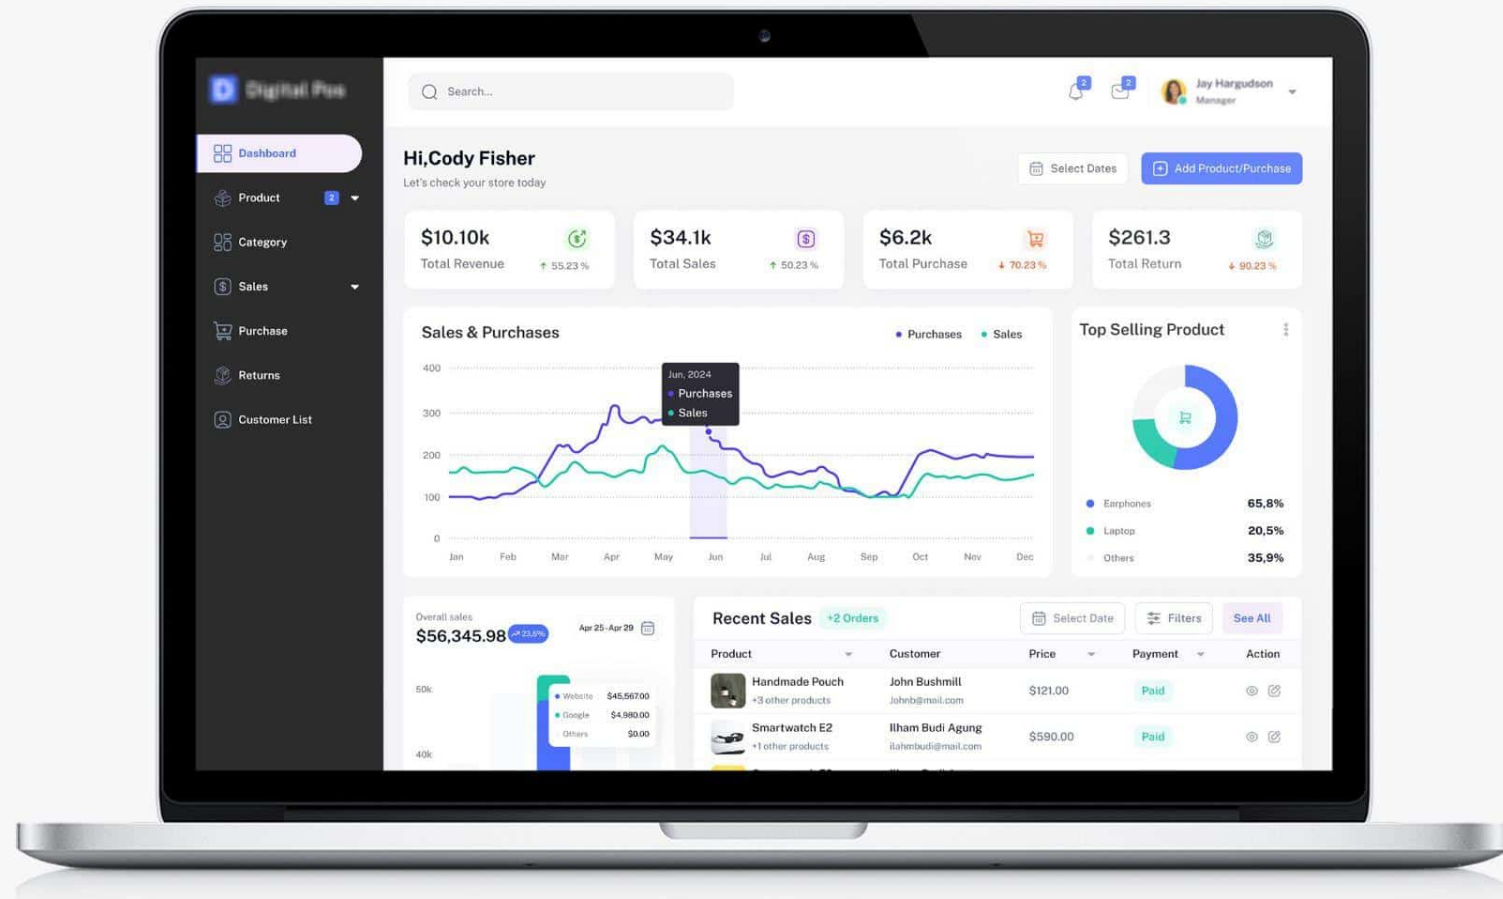 Digital Pos
Search...
2
2
Jay Hargudson
Manager
Dashboard
Product 2
Category
Sales
Purchase
Returns
Customer List
Hi,Cody Fisher
Let's check your store today
Select Dates
Add Product/Purchase
$10.10k
Total Revenue
↑ 55.23 %
$34.1k
Total Sales
↑ 50.23 %
$6.2k
Total Purchase
↓ 70.23 %
$261.3
Total Return
↓ 90.23 %
Sales & Purchases
Purchases Sales
400
300
200
100
0
Jun, 2024
Purchases
Sales
Jan Feb Mar Apr May Jun Jul Aug Sep Oct Nov Dec
Top Selling Product
Earphones 65,8%
Laptop 20,5%
Others 35,9%
Overall sales
$56,345.98 23,5%
Apr 25-Apr 29
50k
40k
Website $45,567.00
Google $4,980.00
Others $0.00
Recent Sales +2 Orders
Select Date
Filters
See All
Product Customer Price Payment Action
Handmade Pouch John Bushmill
+3 other products Johnb@mail.com
$121.00 Paid
Smartwatch E2 Ilham Budi Agung
+1 other products ilahmbudi@mail.com
$590.00 Paid